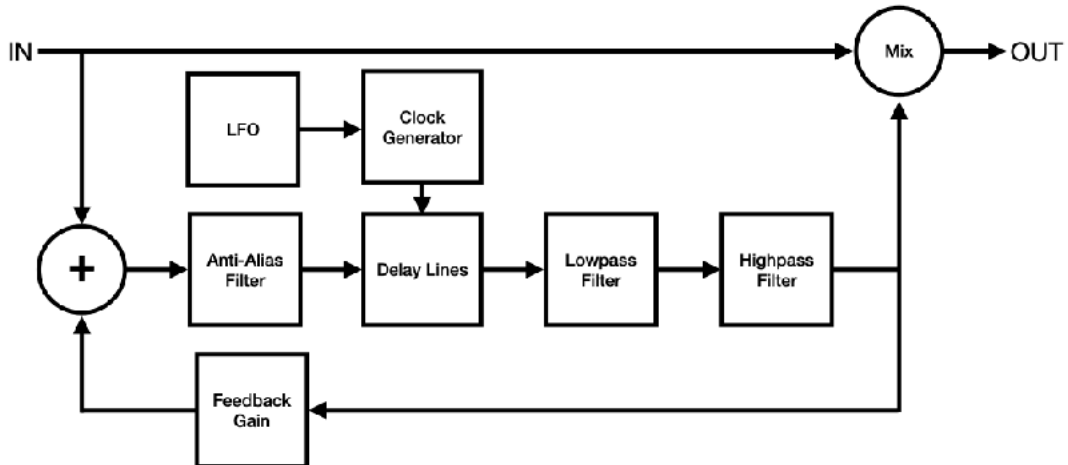 IN
Mix
OUT
LFO
Clock
Generator
+
Anti-Alias
Filter
Delay Lines
Lowpass
Filter
Highpass
Filter
Feedback
Gain